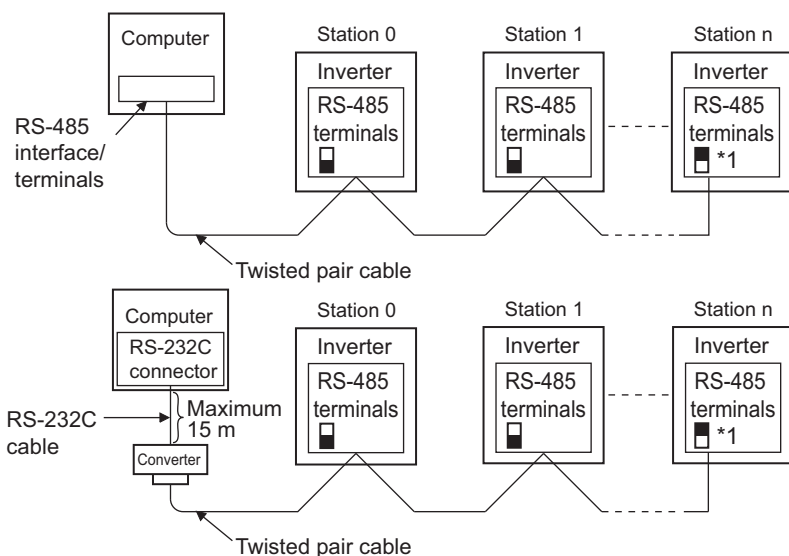 Computer
Station 0
Station 1
Station n
Inverter
Inverter
Inverter
RS-485
terminals
RS-485
terminals
RS-485
terminals
*1
RS-485
interface/
terminals
Twisted pair cable
Computer
RS-232C
connector
Station 0
Station 1
Station n
Inverter
Inverter
Inverter
RS-485
terminals
RS-485
terminals
RS-485
terminals
*1
RS-232C
cable
Maximum
15 m
Converter
Twisted pair cable